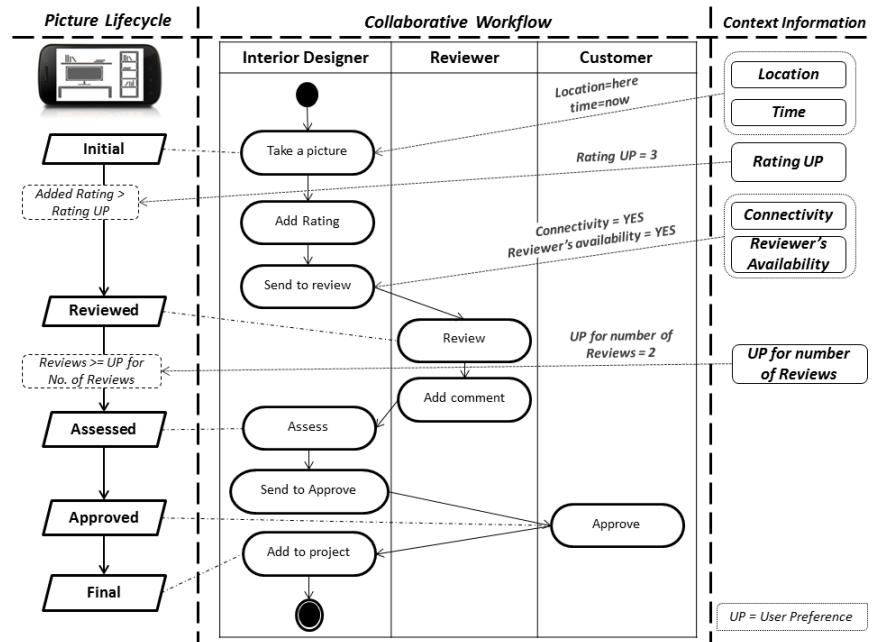 Picture Lifecycle
Collaborative Workflow
Context Information
Interior Designer
Reviewer
Customer
Location=here
time=now
Location
Time
Initial
Take a picture
Rating UP = 3
Rating UP
Added Rating >
Rating UP
Add Rating
Connectivity = YES
Reviewer's availability = YES
Connectivity
Reviewer's
Availability
Send to review
Reviewed
Review
UP for number of
Reviews = 2
UP for number
of Reviews
Reviews >= UP for
No. of Reviews
Add comment
Assessed
Assess
Send to Approve
Approved
Approve
Add to project
Final
UP = User Preference